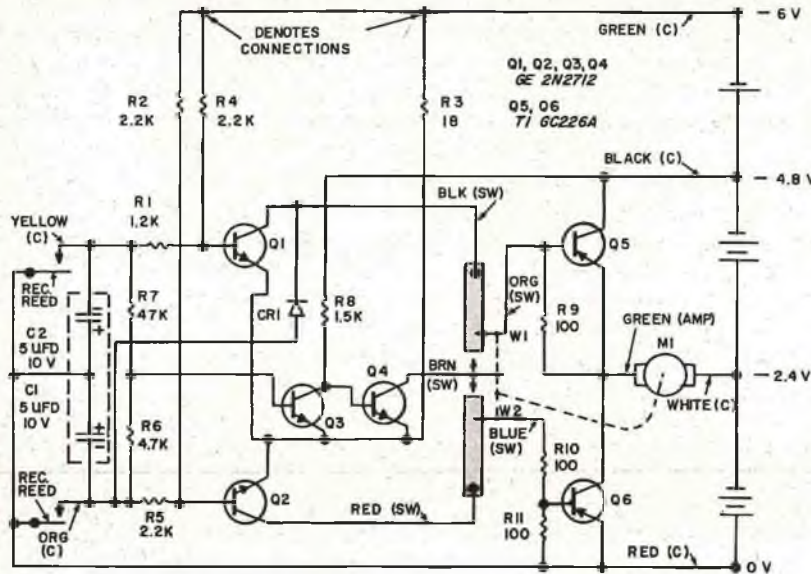 DENOTES
CONNECTIONS
GREEN (C)
– 6V
Q1, Q2, Q3, Q4
GE 2N2712
Q5, Q6
TI GC226A
R2
2.2K
R4
2.2K
R3
18
BLACK (C)
– 4.8V
BLK (SW)
R1
1.2K
YELLOW
(C)
Q1
Q5
REC.
REED
R7
47K
CR1
R8
1.5K
ORG
(SW)
R9
100
GREEN (AMP)
W1
M1
C2
5 UFD
10 V
BRN
(SW)
Q4
– 2.4V
C1
5 UFD
10 V
Q3
W2
BLUE
(SW)
WHITE (C)
R6
4.7K
R10
100
REC.
REED
Q2
Q6
R5
2.2K
RED (SW)
R11
100
ORG
(C)
RED (C)
0 V